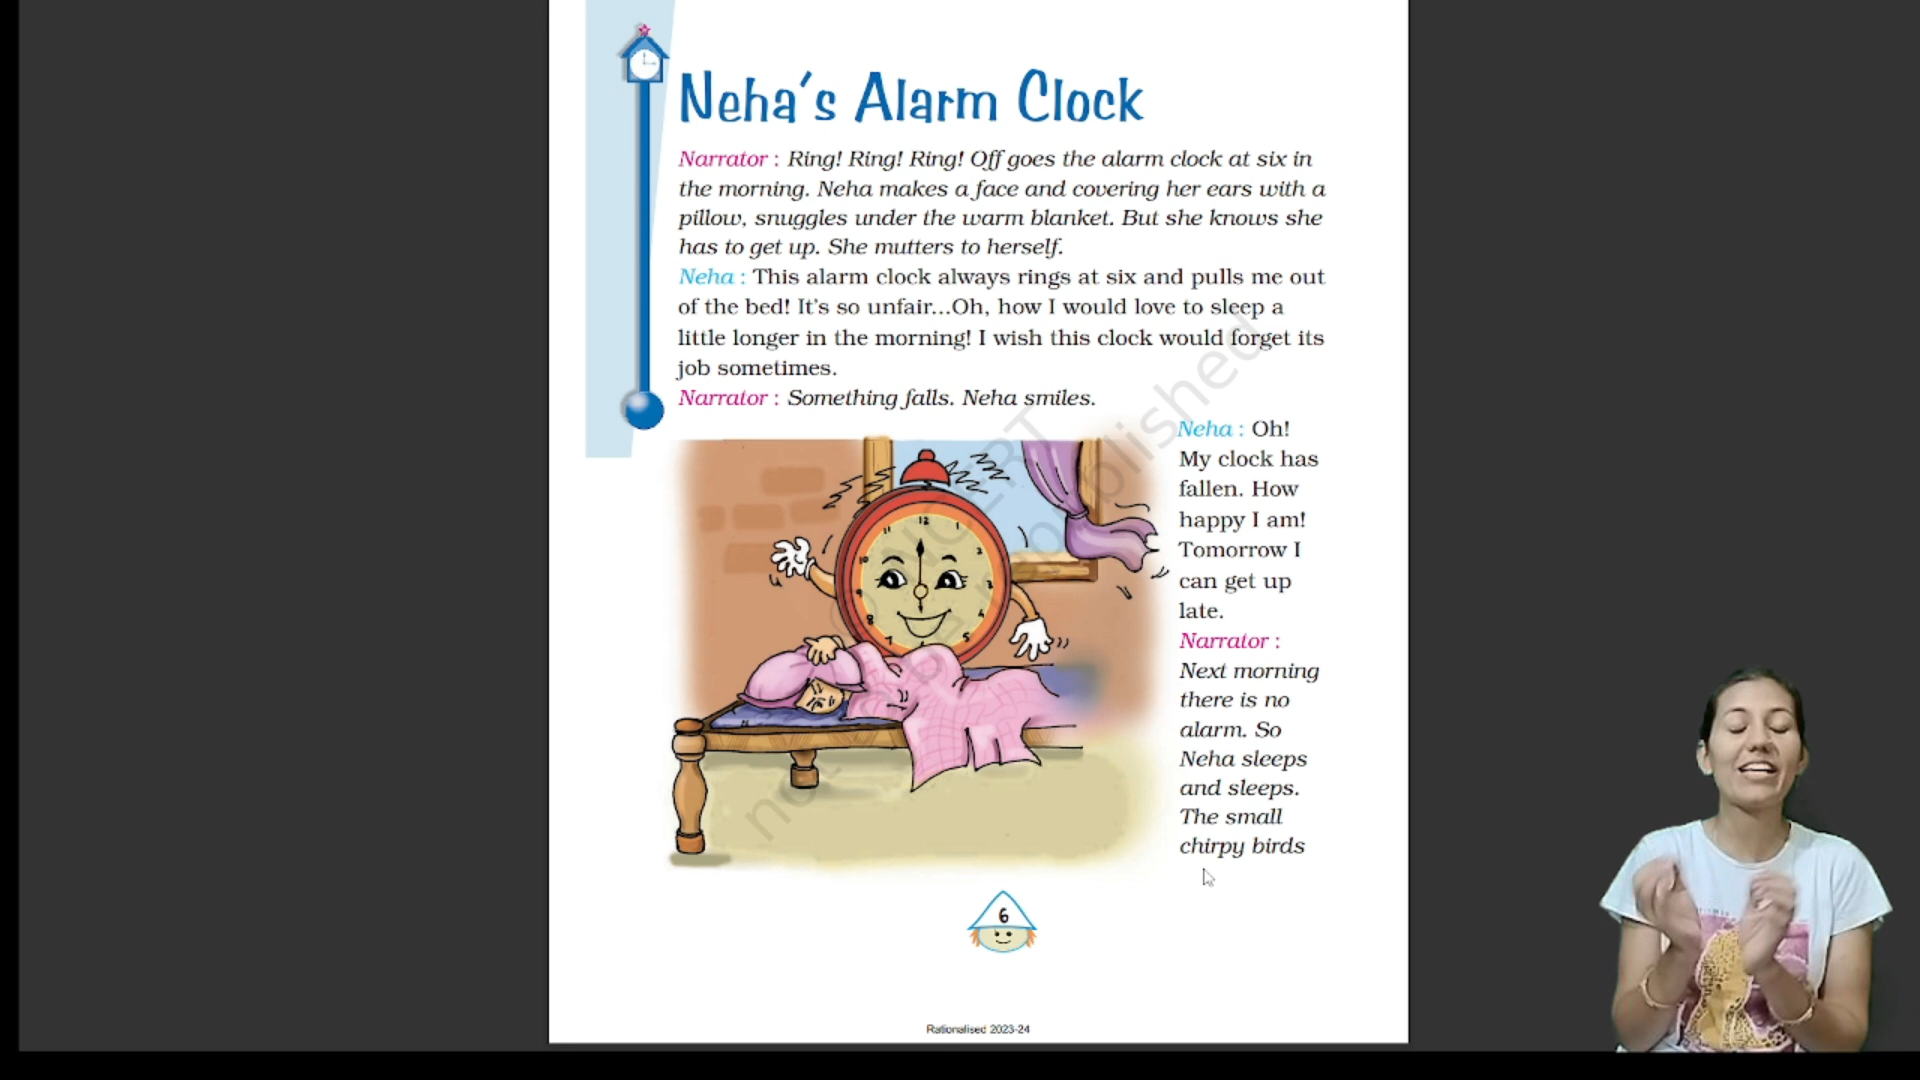 Neha's Alarm Clock
Narrator : Ring! Ring! Ring! Off goes the alarm clock at six in
the morning. Neha makes a face and covering her ears with a
pillow, snuggles under the warm blanket. But she knows she
has to get up. She mutters to herself.
Neha : This alarm clock always rings at six and pulls me out
of the bed! It's so unfair...Oh, how I would love to sleep a
little longer in the morning! I wish this clock would forget its
job sometimes.
Narrator : Something falls. Neha smiles.
Neha : Oh!
My clock has
fallen. How
happy I am!
Tomorrow I
can get up
late.
Narrator :
Next morning
there is no
alarm. So
Neha sleeps
and sleeps.
The small
chirpy birds
6
Rationalised 2023-24